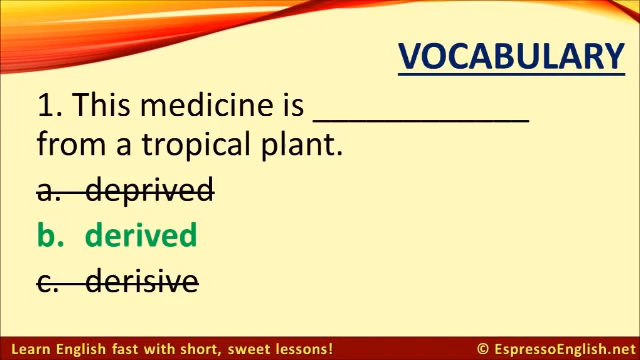 VOCABULARY
1. This medicine is _____________
from a tropical plant.
a. deprived
b. derived
c. derisive
Learn English fast with short, sweet lessons!
© EspressoEnglish.net